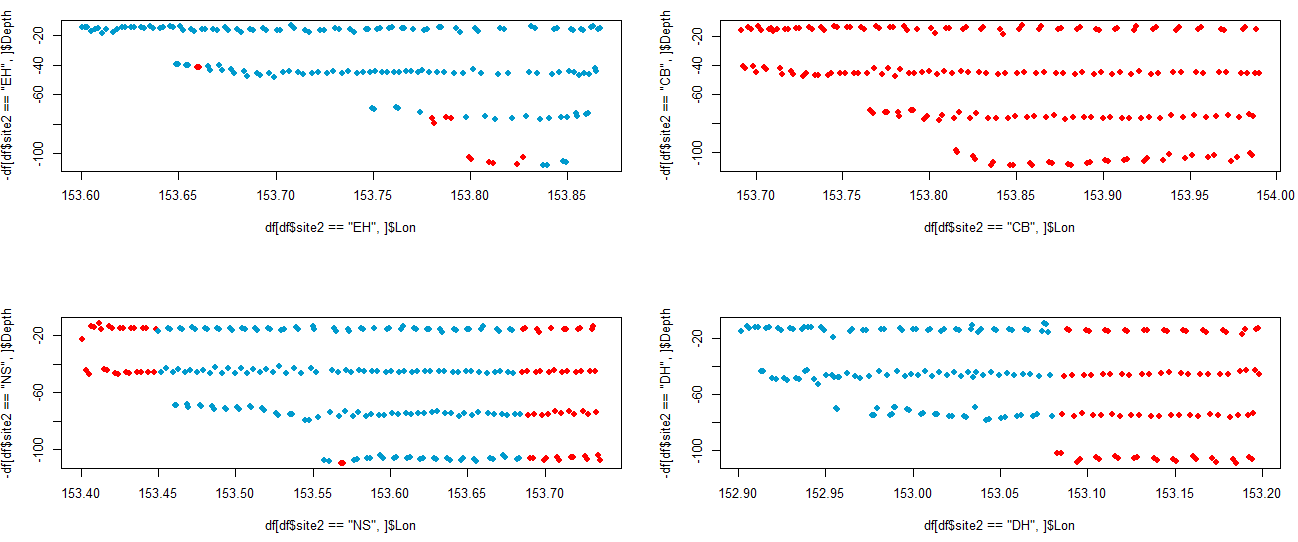 -df[df$site2 == "EH", ]$Depth
-20
-40
-60
-100
153.60 153.65 153.70 153.75 153.80 153.85
df[df$site2 == "EH", ]$Lon
-df[df$site2 == "CB", ]$Depth
-20
-40
-60
-100
153.70 153.75 153.80 153.85 153.90 153.95 154.00
df[df$site2 == "CB", ]$Lon
-df[df$site2 == "NS", ]$Depth
-20
-60
-100
153.40 153.45 153.50 153.55 153.60 153.65 153.70
df[df$site2 == "NS", ]$Lon
-df[df$site2 == "DH", ]$Depth
-20
-60
-100
152.90 152.95 153.00 153.05 153.10 153.15 153.20
df[df$site2 == "DH", ]$Lon